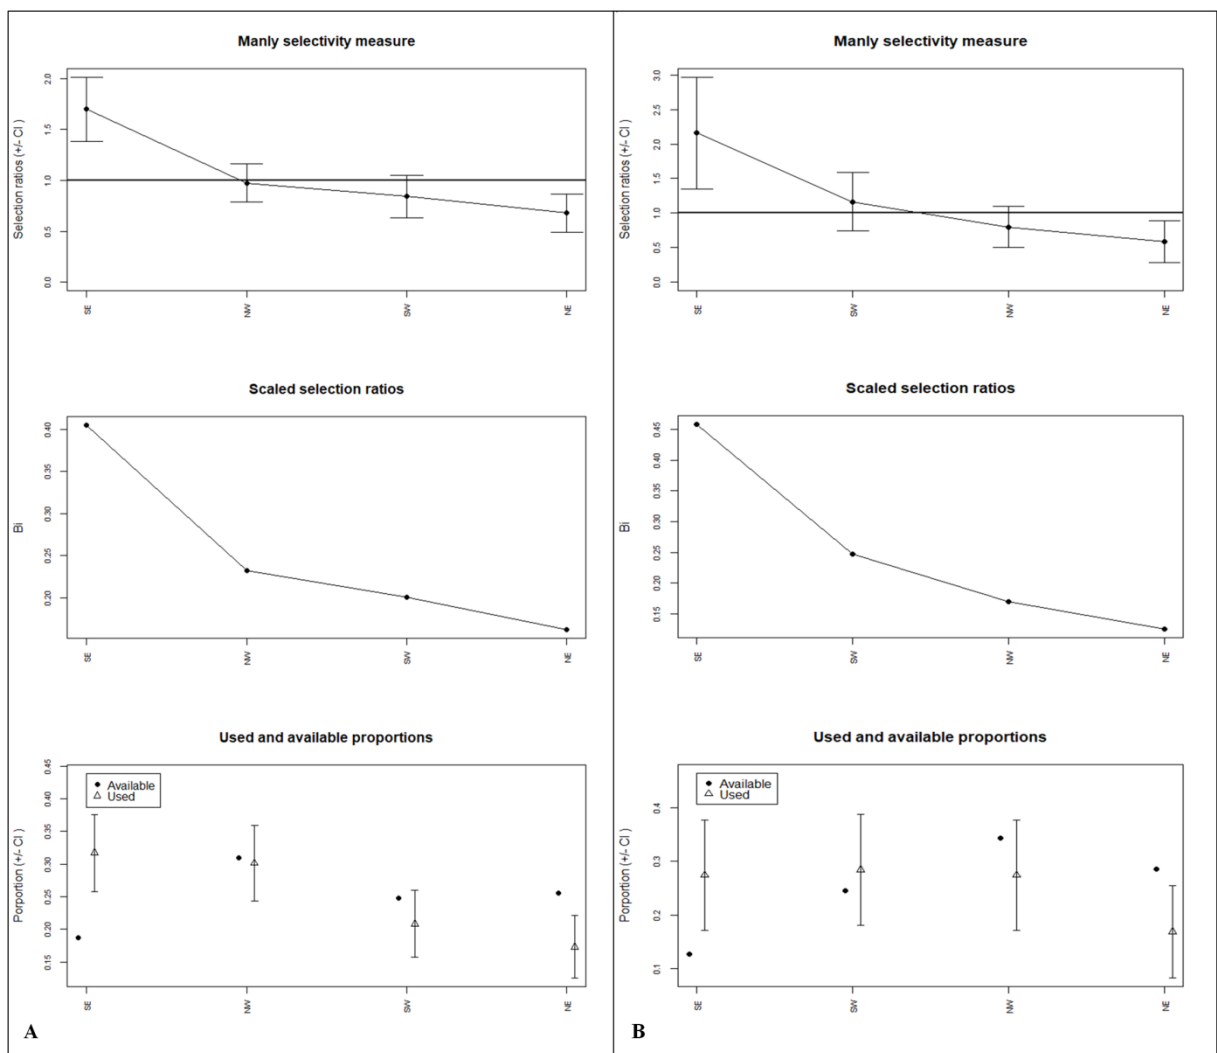 Manly selectivity measure
Selection ratios (+/- CI )
2.0
1.5
1.0
0.5
0.0
SE
NW
SW
NE
Scaled selection ratios
Bi
0.40
0.35
0.30
0.25
0.20
SE
NW
SW
NE
Used and available proportions
Porportion (+/- CI )
0.45
0.40
0.35
0.30
0.25
0.20
0.15
Available
Used
SE
NW
SW
NE
A
Manly selectivity measure
Selection ratios (+/- CI )
3.0
2.5
2.0
1.5
1.0
0.5
0.0
SE
SW
NW
NE
Scaled selection ratios
Bi
0.45
0.40
0.35
0.30
0.25
0.20
0.15
SE
SW
NW
NE
Used and available proportions
Porportion (+/- CI )
0.4
0.3
0.2
0.1
Available
Used
SE
SW
NW
NE
B